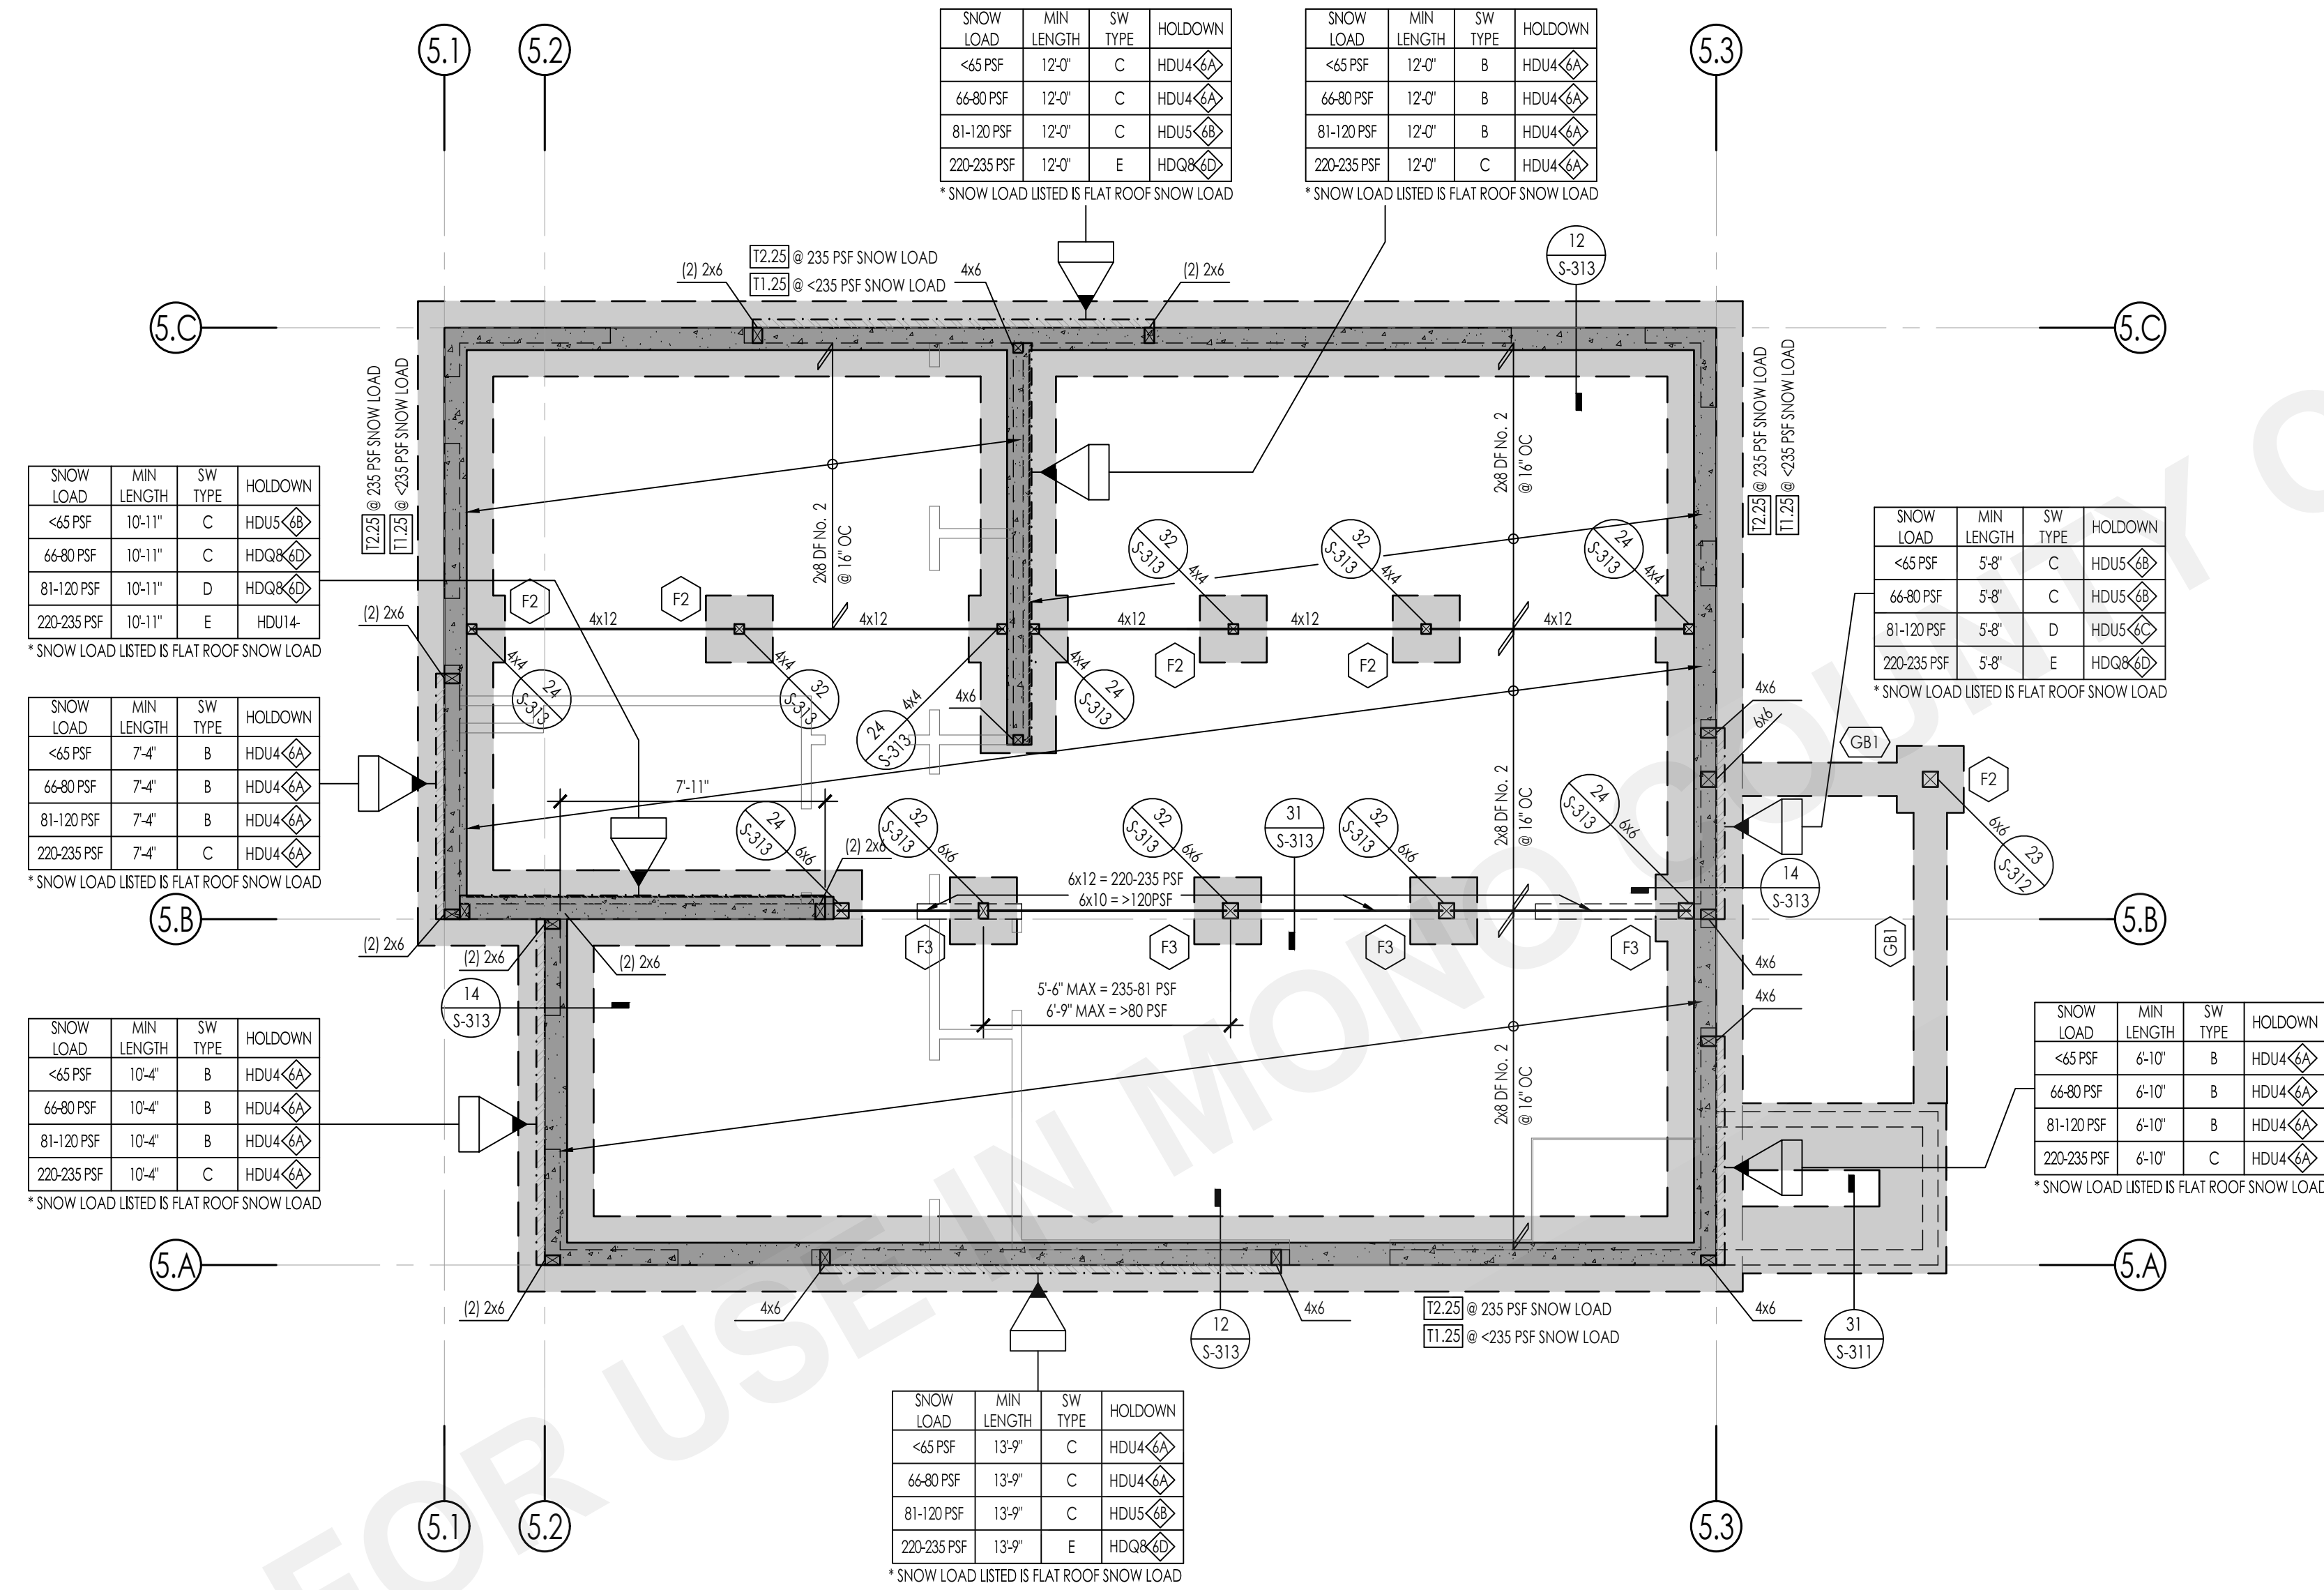 5.1
5.2
5.3
SNOW LOAD MIN LENGTH SW TYPE HOLDOWN
<65 PSF 12'-0" C HDU4 6A
66-80 PSF 12'-0" C HDU4 6A
81-120 PSF 12'-0" C HDU5 6B
220-235 PSF 12'-0" E HDQ8 6D
* SNOW LOAD LISTED IS FLAT ROOF SNOW LOAD
SNOW LOAD MIN LENGTH SW TYPE HOLDOWN
<65 PSF 12'-0" B HDU4 6A
66-80 PSF 12'-0" B HDU4 6A
81-120 PSF 12'-0" B HDU4 6A
220-235 PSF 12'-0" C HDU4 6A
* SNOW LOAD LISTED IS FLAT ROOF SNOW LOAD
12
S-313
T2.25 @ 235 PSF SNOW LOAD
T1.25 @ <235 PSF SNOW LOAD
(2) 2x6
4x6
(2) 2x6
5.C
5.C
T2.25 @ 235 PSF SNOW LOAD
T1.25 @ <235 PSF SNOW LOAD
T2.25 @ 235 PSF SNOW LOAD
T1.25 @ <235 PSF SNOW LOAD
SNOW LOAD MIN LENGTH SW TYPE HOLDOWN
<65 PSF 10'-11" C HDU5 6B
66-80 PSF 10'-11" C HDQ8 6D
81-120 PSF 10'-11" D HDQ8 6D
220-235 PSF 10'-11" E HDU14-
* SNOW LOAD LISTED IS FLAT ROOF SNOW LOAD
SNOW LOAD MIN LENGTH SW TYPE HOLDOWN
<65 PSF 5'-8" C HDU5 6B
66-80 PSF 5'-8" C HDU5 6B
81-120 PSF 5'-8" D HDU5 6C
220-235 PSF 5'-8" E HDQ8 6D
* SNOW LOAD LISTED IS FLAT ROOF SNOW LOAD
2x8 DF No. 2
@ 16" OC
2x8 DF No. 2
@ 16" OC
32
S-313
4x4
32
S-313
4x4
24
S-313
4x4
F2
F2
(2) 2x6
4x12
4x12
4x12
4x12
4x12
F2
F2
4x4
24
S-313
4x4
32
S-313
4x4
24
S-313
4x6
4x4
24
S-313
SNOW LOAD MIN LENGTH SW TYPE HOLDOWN
<65 PSF 7'-4" B HDU4 6A
66-80 PSF 7'-4" B HDU4 6A
81-120 PSF 7'-4" B HDU4 6A
220-235 PSF 7'-4" C HDU4 6A
* SNOW LOAD LISTED IS FLAT ROOF SNOW LOAD
4x6
6x6
GB1
F2
6x6
23
S-312
7'-11"
24
S-313
6x6
(2) 2x6
32
S-313
6x6
32
S-313
6x6
31
S-313
32
S-313
6x6
2x8 DF No. 2
@ 16" OC
24
S-313
6x6
14
S-313
6x12 = 220-235 PSF
6x10 = >120PSF
5.B
5.B
GB1
(2) 2x6
(2) 2x6
(2) 2x6
F3
F3
F3
F3
4x6
4x6
14
S-313
5'-6" MAX = 235-81 PSF
6'-9" MAX = >80 PSF
SNOW LOAD MIN LENGTH SW TYPE HOLDOWN
<65 PSF 10'-4" B HDU4 6A
66-80 PSF 10'-4" B HDU4 6A
81-120 PSF 10'-4" B HDU4 6A
220-235 PSF 10'-4" C HDU4 6A
* SNOW LOAD LISTED IS FLAT ROOF SNOW LOAD
2x8 DF No. 2
@ 16" OC
SNOW LOAD MIN LENGTH SW TYPE HOLDOWN
<65 PSF 6'-10" B HDU4 6A
66-80 PSF 6'-10" B HDU4 6A
81-120 PSF 6'-10" B HDU4 6A
220-235 PSF 6'-10" C HDU4 6A
* SNOW LOAD LISTED IS FLAT ROOF SNOW LOAD
5.A
5.A
(2) 2x6
4x6
4x6
12
S-313
T2.25 @ 235 PSF SNOW LOAD
T1.25 @ <235 PSF SNOW LOAD
4x6
31
S-311
SNOW LOAD MIN LENGTH SW TYPE HOLDOWN
<65 PSF 13'-9" C HDU4 6A
66-80 PSF 13'-9" C HDU4 6A
81-120 PSF 13'-9" C HDU5 6B
220-235 PSF 13'-9" E HDQ8 6D
* SNOW LOAD LISTED IS FLAT ROOF SNOW LOAD
5.1
5.2
5.3
FOR USE IN MONO COUNTY O